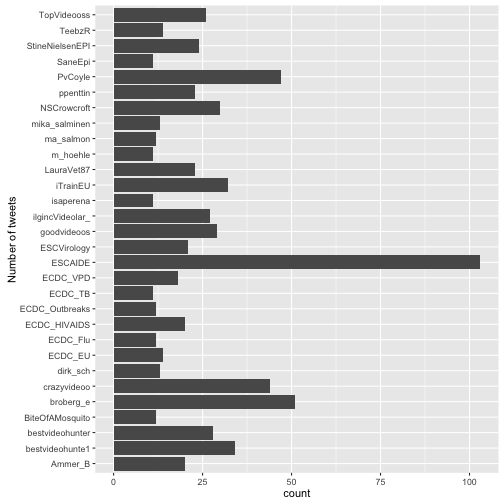 TopVideooss
TeebzR
StineNielsenEPI
SaneEpi
PvCoyle
ppenttin
NSCrowcroft
mika_salminen
ma_salmon
m_hoehle
LauraVet87
iTrainEU
isaperena
ilgincVideolar_
goodvideoos
ESCVirology
ESCAIDE
ECDC_VPD
ECDC_TB
ECDC_Outbreaks
ECDC_HIVAIDS
ECDC_Flu
ECDC_EU
dirk_sch
crazyvideoo
broberg_e
BiteOfAMosquito
bestvideohunter
bestvideohunte1
Ammer_B
Number of tweets
0 25 50 75 100
count